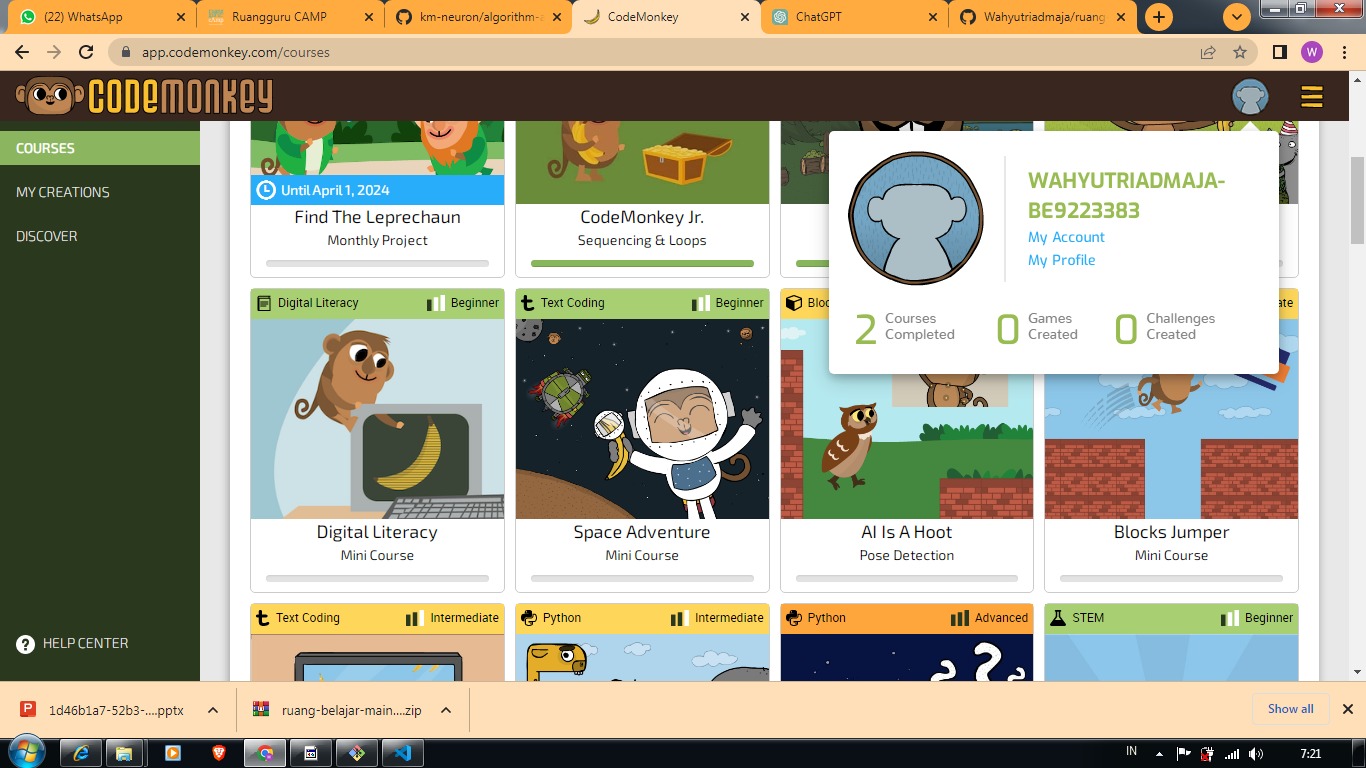 (22) WhatsApp
Ruangguru CAMP
km-neuron/algorithm-a
CodeMonkey
ChatGPT
Wahyutriadmaja/ruang
app.codemonkey.com/courses
W
CODEMONKEY
COURSES
MY CREATIONS
DISCOVER
HELP CENTER
Until April 1, 2024
Find The Leprechaun
Monthly Project
CodeMonkey Jr.
Sequencing & Loops
WAHYUTRIADMAJA-
BE9223383
My Account
My Profile
2 Courses Completed
0 Games Created
0 Challenges Created
Digital Literacy Beginner
Digital Literacy
Mini Course
Text Coding Beginner
Space Adventure
Mini Course
AI Is A Hoot
Pose Detection
Blocks Jumper
Mini Course
Text Coding Intermediate
Python Intermediate
Python Advanced
STEM Beginner
1d46b1a7-52b3-....pptx
ruang-belajar-main....zip
Show all
IN
7:21